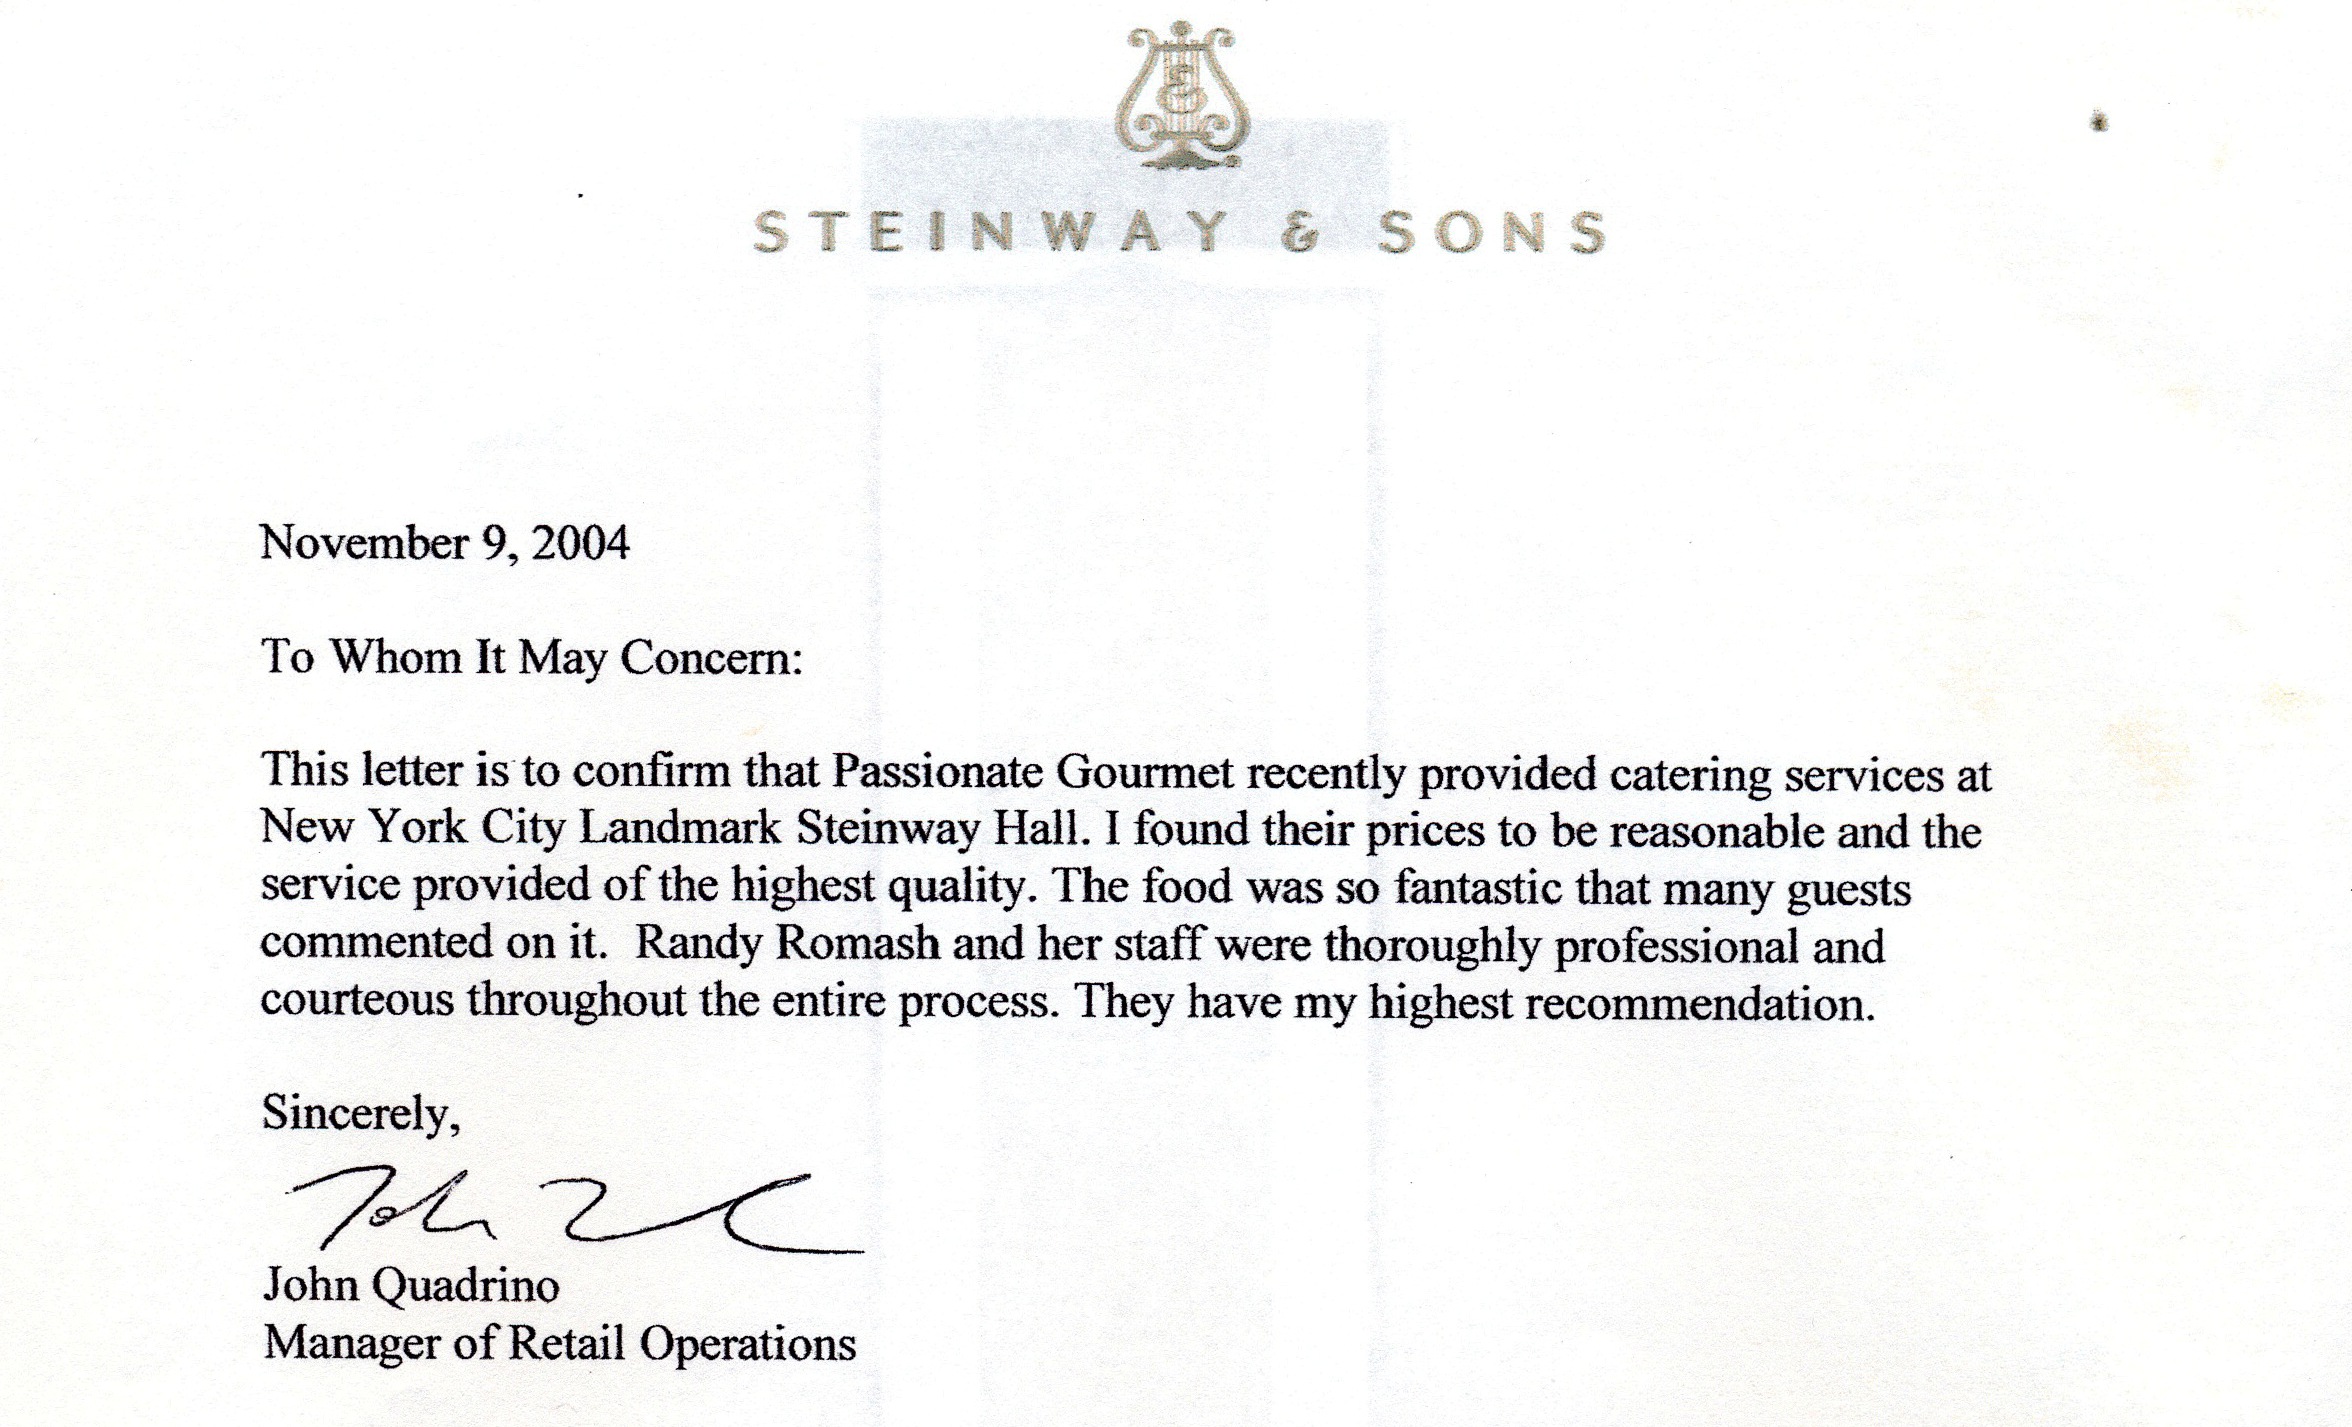 STEINWAY & SONS
November 9, 2004
To Whom It May Concern:
This letter is to confirm that Passionate Gourmet recently provided catering services at
New York City Landmark Steinway Hall. I found their prices to be reasonable and the
service provided of the highest quality. The food was so fantastic that many guests
commented on it.  Randy Romash and her staff were thoroughly professional and
courteous throughout the entire process. They have my highest recommendation.
Sincerely,
John Quadrino
Manager of Retail Operations